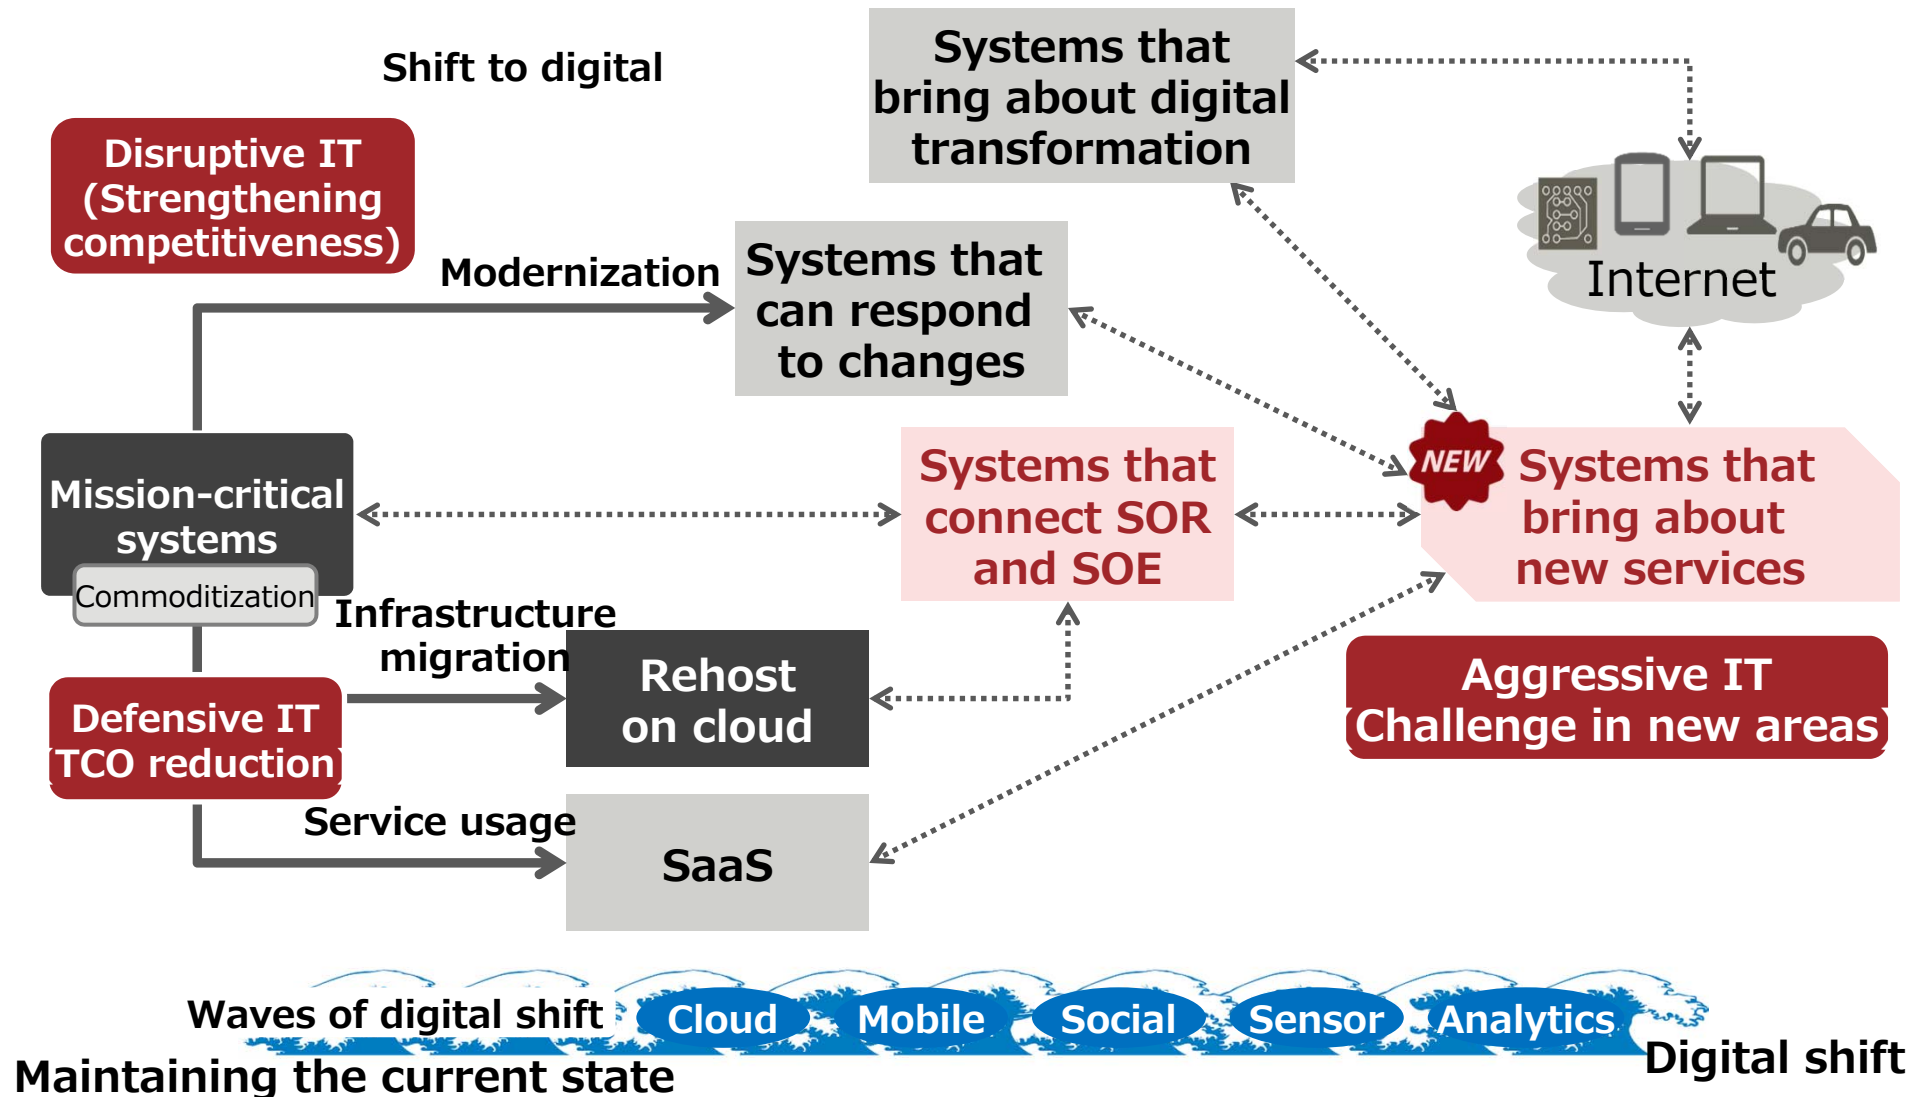 Shift to digital
Systems that
bring about digital
transformation
Disruptive IT
(Strengthening
competitiveness)
Modernization
Systems that
can respond
to changes
Internet
Mission-critical
systems
Commoditization
Systems that
connect SOR
and SOE
NEW
Systems that
bring about
new services
Infrastructure
migration
Rehost
on cloud
Defensive IT
(TCO reduction)
Aggressive IT
(Challenge in new areas)
Service usage
SaaS
Waves of digital shift
Cloud
Mobile
Social
Sensor
Analytics
Maintaining the current state
Digital shift